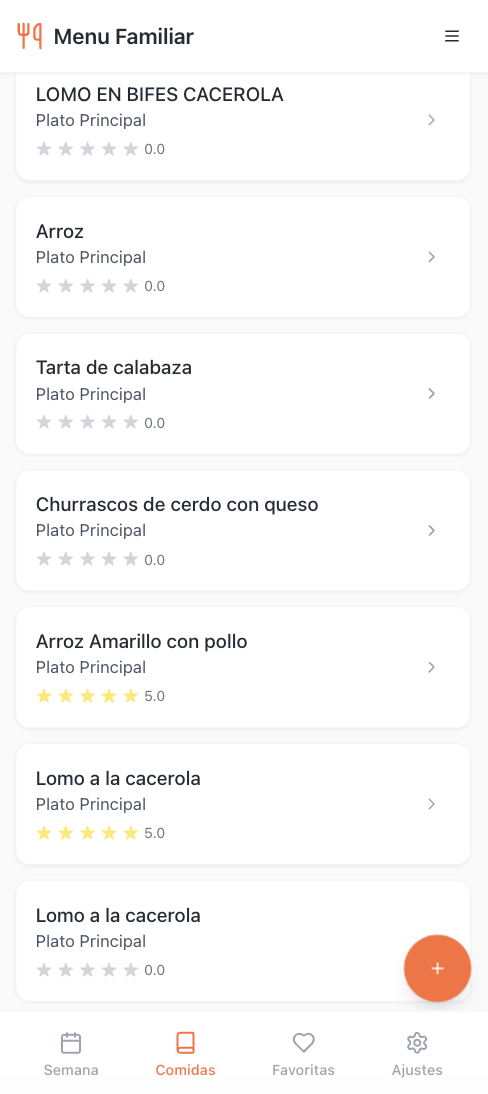 Menu Familiar
LOMO EN BIFES CACEROLA
Plato Principal
0.0
Arroz
Plato Principal
0.0
Tarta de calabaza
Plato Principal
0.0
Churrascos de cerdo con queso
Plato Principal
0.0
Arroz Amarillo con pollo
Plato Principal
5.0
Lomo a la cacerola
Plato Principal
5.0
Lomo a la cacerola
Plato Principal
0.0
+
Semana
Comidas
Favoritas
Ajustes